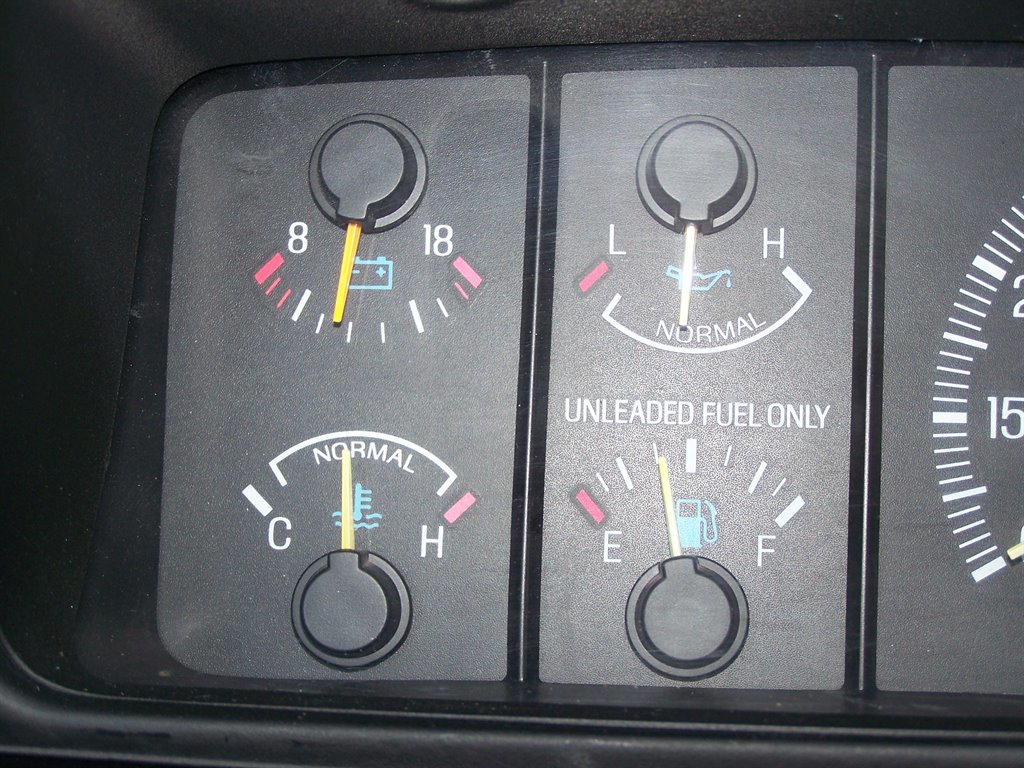 8 18
L H
NORMAL
UNLEADED FUEL ONLY
NORMAL
C H
E F
15